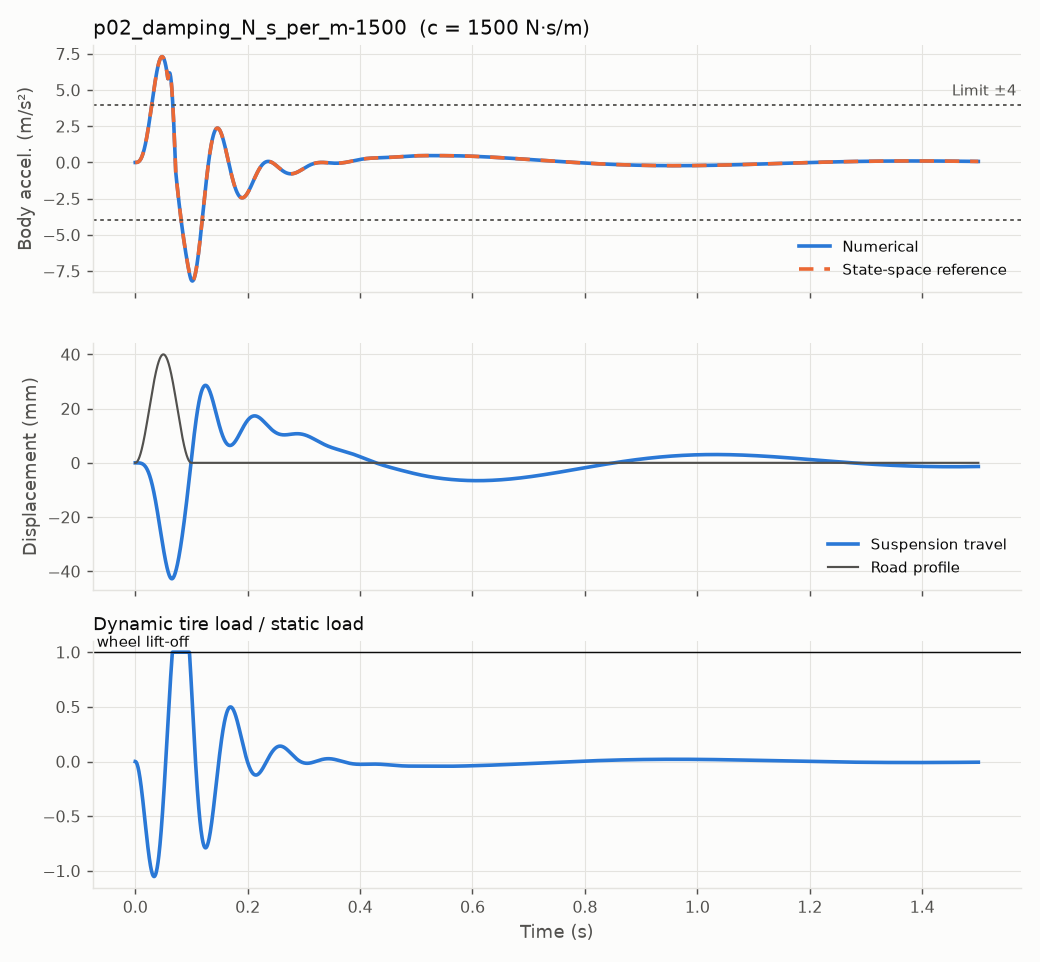 p02_damping_N_s_per_m-1500  (c = 1500 N·s/m)
Body accel. (m/s²)
7.5
5.0
2.5
0.0
−2.5
−5.0
−7.5
Limit ±4
Numerical
State-space reference
Displacement (mm)
40
20
0
−20
−40
Suspension travel
Road profile
Dynamic tire load / static load
wheel lift-off
1.0
0.5
0.0
−0.5
−1.0
0.0 0.2 0.4 0.6 0.8 1.0 1.2 1.4
Time (s)